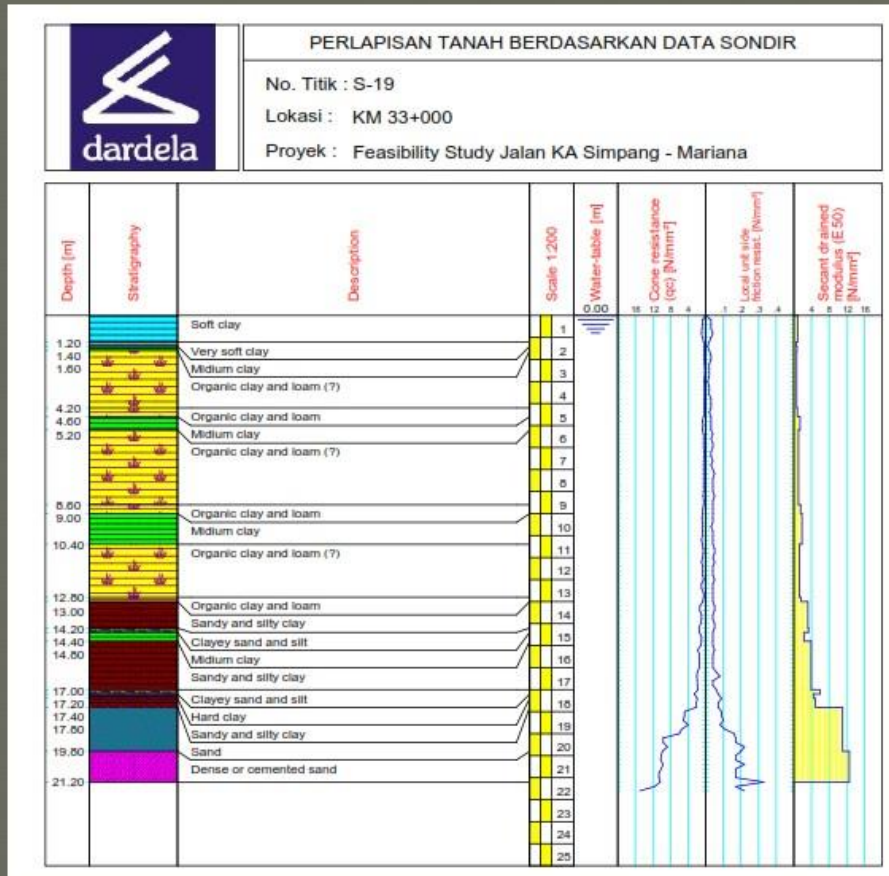 PERLAPISAN TANAH BERDASARKAN DATA SONDIR
dardela
No. Titik : S-19
Lokasi : KM 33+000
Proyek : Feasibility Study Jalan KA Simpang - Mariana
Depth [m]
Stratigraphy
Description
Scale 1:200
Water-table [m]
Cone resistance (qc) [N/mm²]
Local unit side friction resist. [N/mm²]
Secant drained modulus (E50) [N/mm²]
0.00
16 12 8 4
.1 .2 .3 .4
4 8 12 16
1.20
1.40
1.60
4.20
4.60
5.20
8.60
9.00
10.40
12.80
13.00
14.20
14.40
14.80
17.00
17.20
17.40
17.80
19.80
21.20
Soft clay
Very soft clay
Midium clay
Organic clay and loam (?)
Organic clay and loam
Midium clay
Organic clay and loam (?)
Organic clay and loam
Midium clay
Organic clay and loam (?)
Organic clay and loam
Sandy and silty clay
Clayey sand and silt
Midium clay
Sandy and silty clay
Clayey sand and silt
Hard clay
Sandy and silty clay
Sand
Dense or cemented sand
1
2
3
4
5
6
7
8
9
10
11
12
13
14
15
16
17
18
19
20
21
22
23
24
25